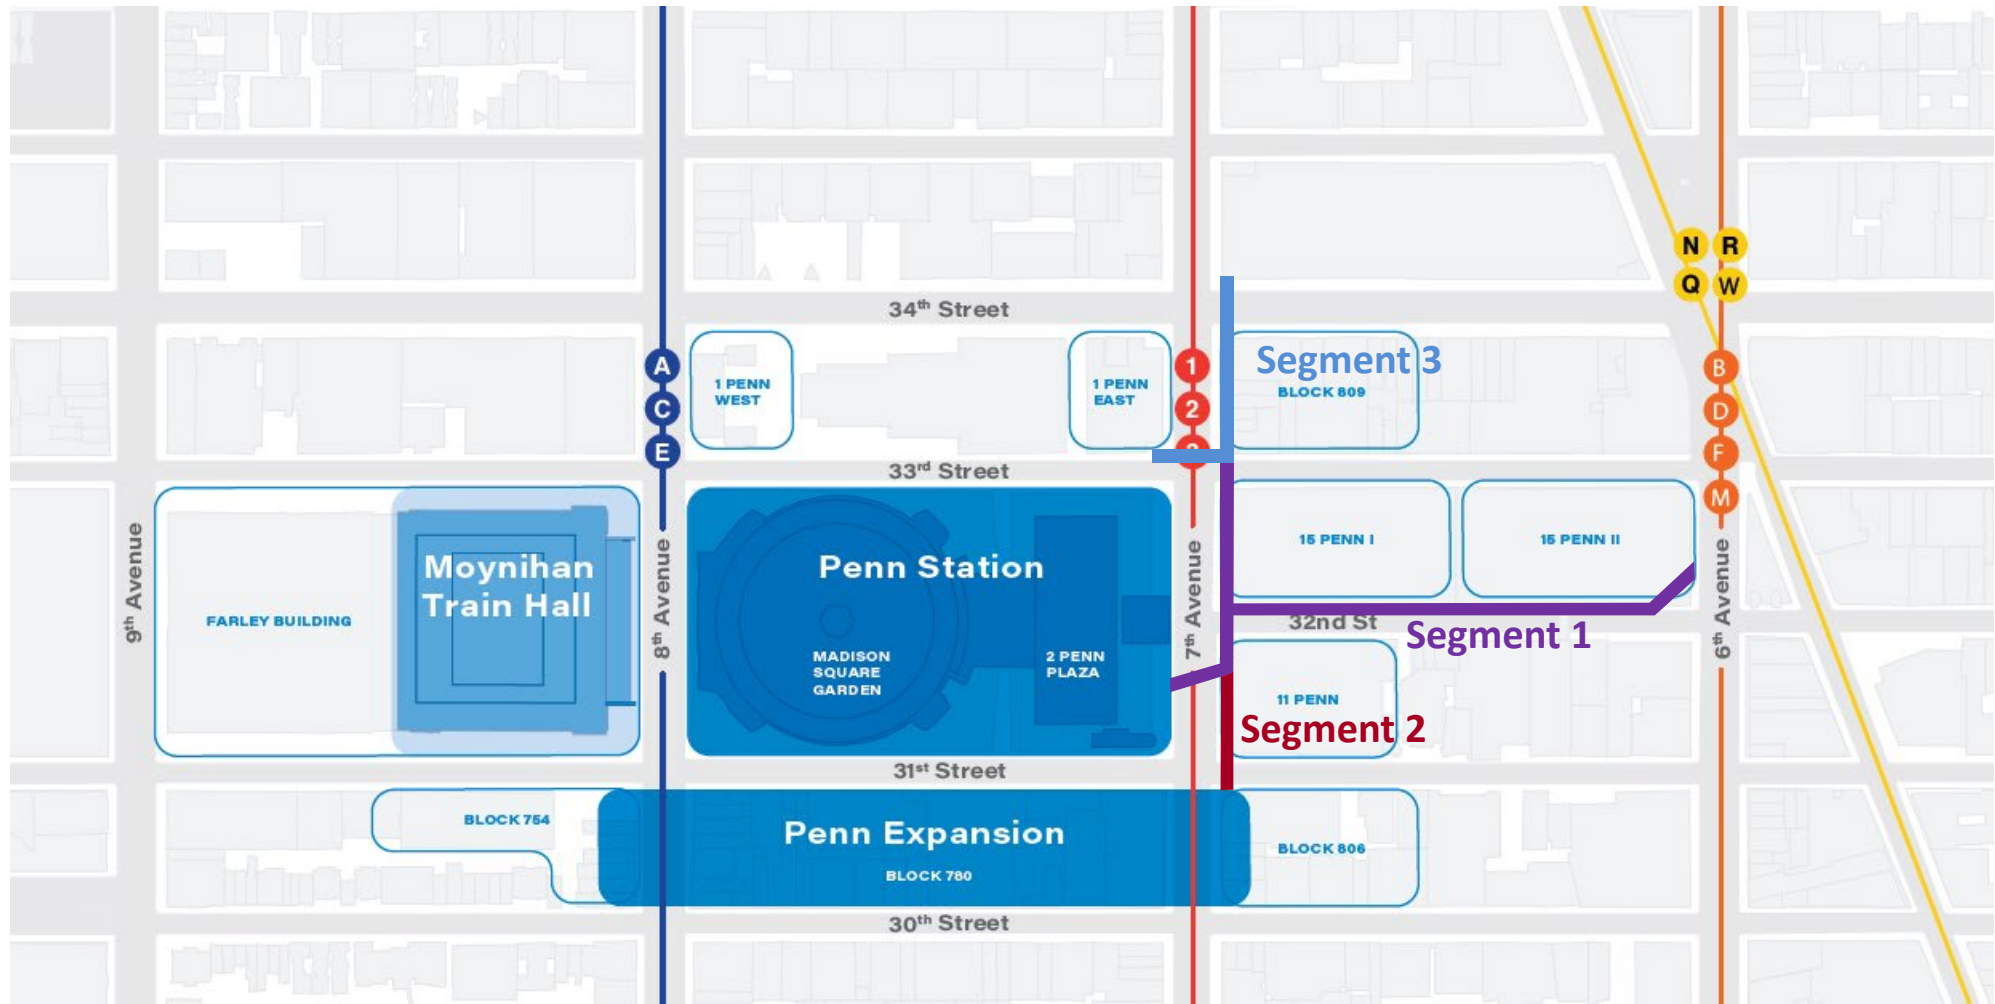 N R
Q W
34th Street
Segment 3
A
C
E
1 PENN
WEST
1 PENN
EAST
1
2
3
BLOCK 809
B
D
F
M
33rd Street
9th Avenue
8th Avenue
7th Avenue
6th Avenue
Moynihan
Train Hall
FARLEY BUILDING
Penn Station
MADISON
SQUARE
GARDEN
2 PENN
PLAZA
15 PENN I
15 PENN II
32nd St
Segment 1
11 PENN
Segment 2
31st Street
BLOCK 754
Penn Expansion
BLOCK 780
BLOCK 806
30th Street